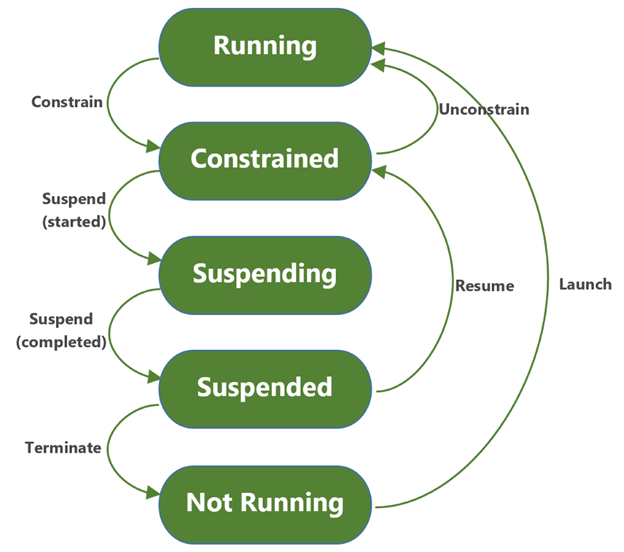 Running
Constrain
Unconstrain
Constrained
Suspend
(started)
Suspending
Resume
Launch
Suspend
(completed)
Suspended
Terminate
Not Running